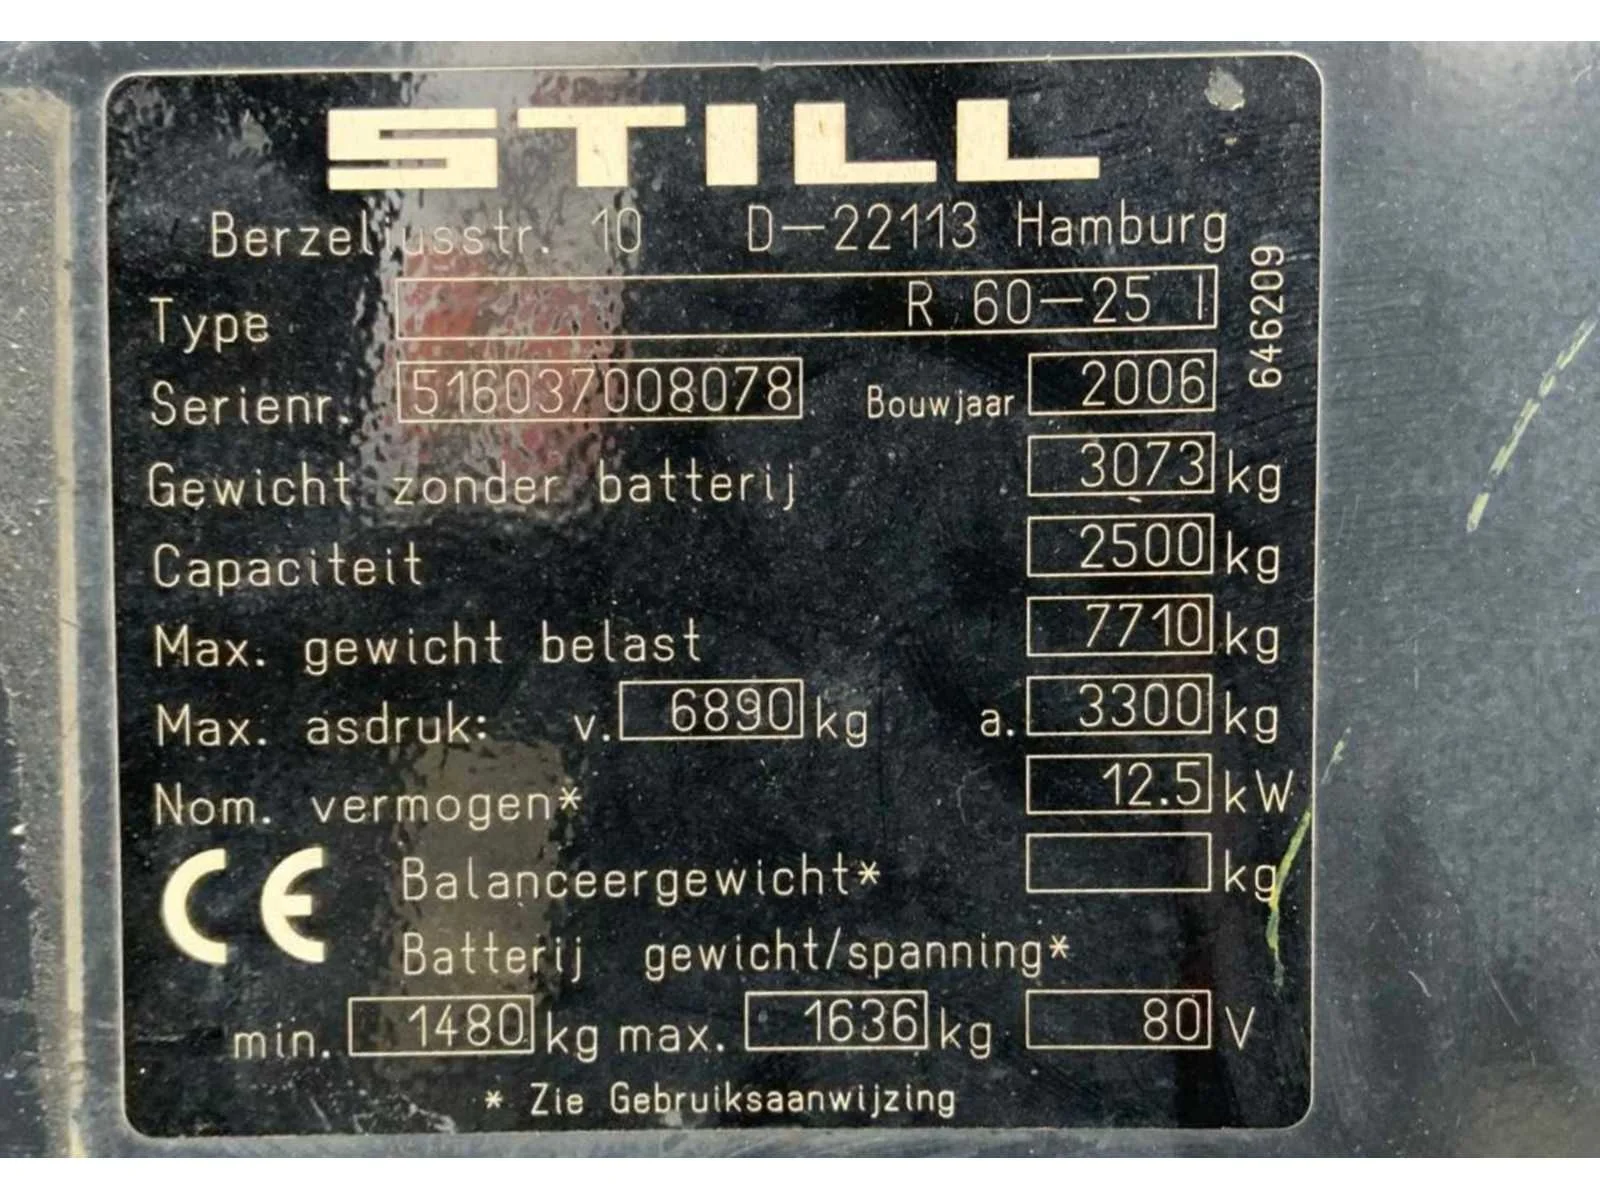 STILL
Berzeliusstr. 10 D-22113 Hamburg
Type R 60-25 I
646209
Serienr. 516037008078 Bouwjaar 2006
Gewicht zonder batterij 3073 kg
Capaciteit 2500 kg
Max. gewicht belast 7710 kg
Max. asdruk: v. 6890 kg a. 3300 kg
Nom. vermogen* 12.5 kW
CE Balanceergewicht* kg
Batterij gewicht/spanning*
min. 1480 kg max. 1636 kg 80 V
* Zie Gebruiksaanwijzing